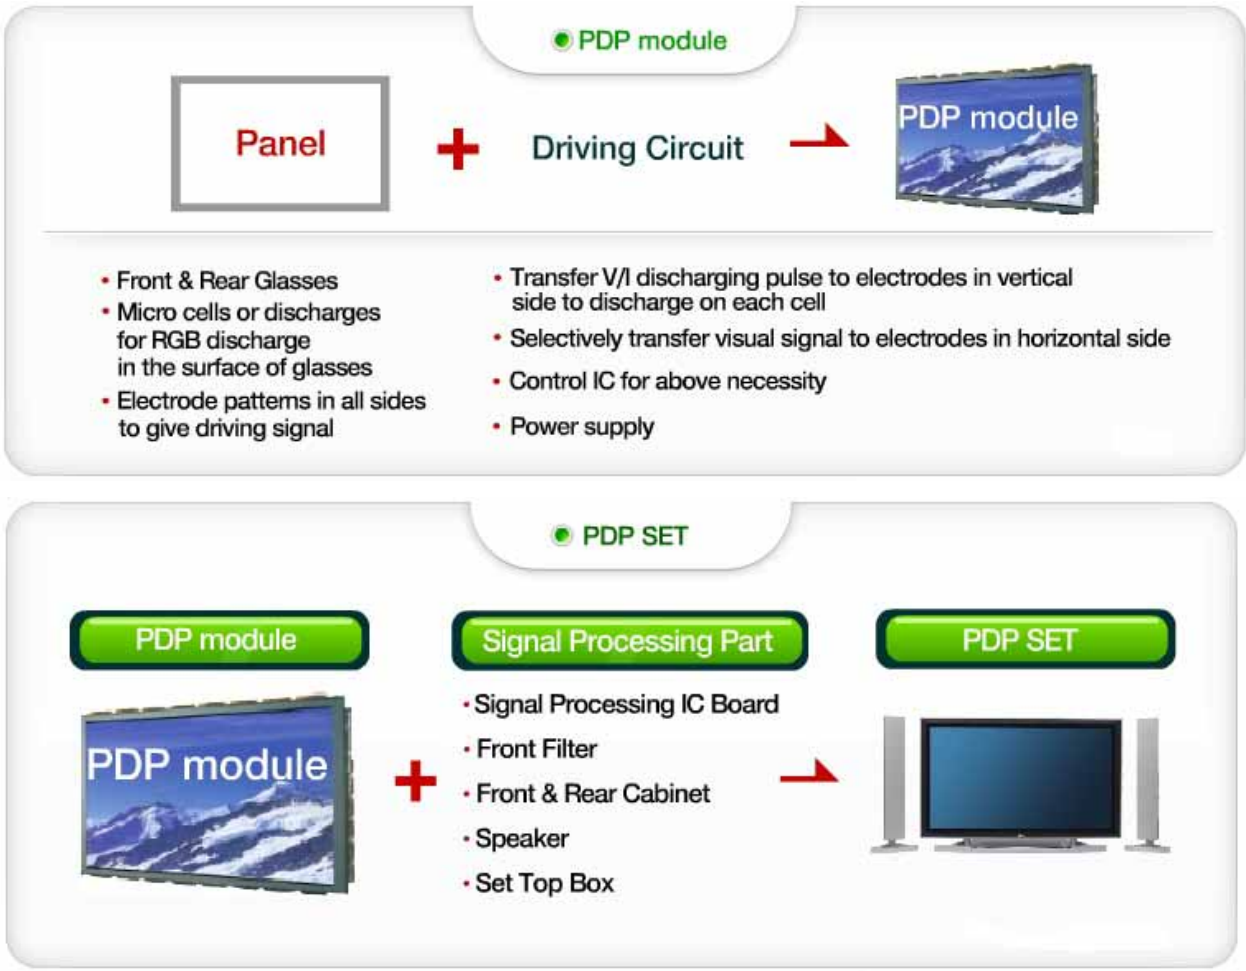 PDP module
Panel
Driving Circuit
PDP module
• Front & Rear Glasses
• Micro cells or discharges
for RGB discharge
in the surface of glasses
• Electrode patterns in all sides
to give driving signal
• Transfer V/I discharging pulse to electrodes in vertical
side to discharge on each cell
• Selectively transfer visual signal to electrodes in horizontal side
• Control IC for above necessity
• Power supply
PDP SET
PDP module
PDP module
Signal Processing Part
• Signal Processing IC Board
• Front Filter
• Front & Rear Cabinet
• Speaker
• Set Top Box
PDP SET